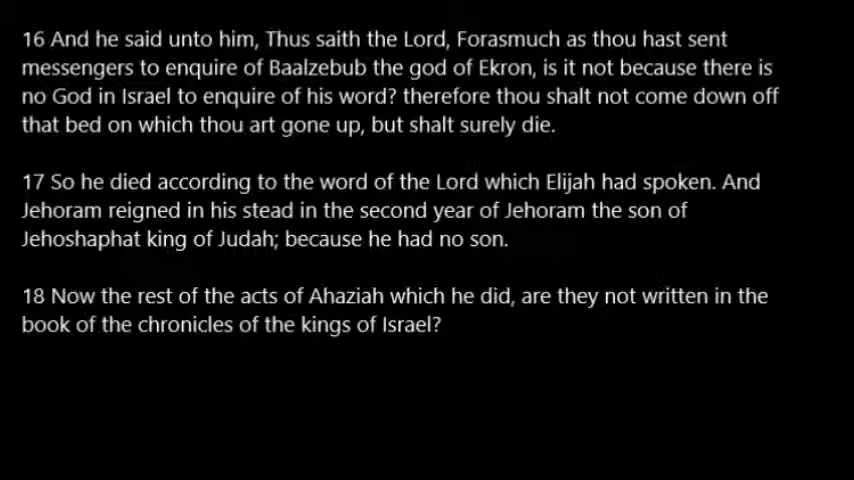 16 And he said unto him, Thus saith the Lord, Forasmuch as thou hast sent
messengers to enquire of Baalzebub the god of Ekron, is it not because there is
no God in Israel to enquire of his word? therefore thou shalt not come down off
that bed on which thou art gone up, but shalt surely die.
17 So he died according to the word of the Lord which Elijah had spoken. And
Jehoram reigned in his stead in the second year of Jehoram the son of
Jehoshaphat king of Judah; because he had no son.
18 Now the rest of the acts of Ahaziah which he did, are they not written in the
book of the chronicles of the kings of Israel?